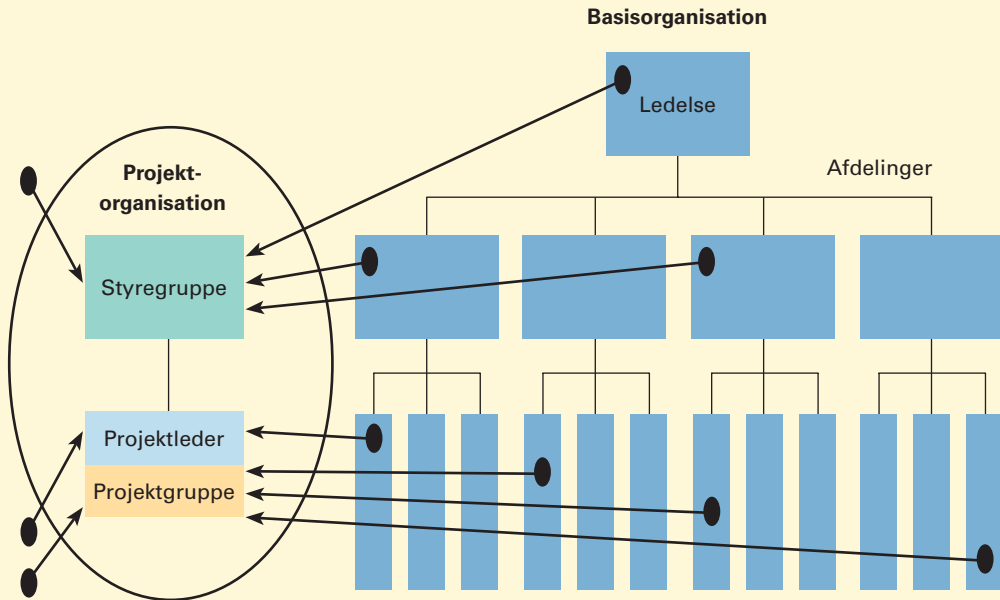 Basisorganisation
Ledelse
Afdelinger
Projekt-
organisation
Styregruppe
Projektleder
Projektgruppe